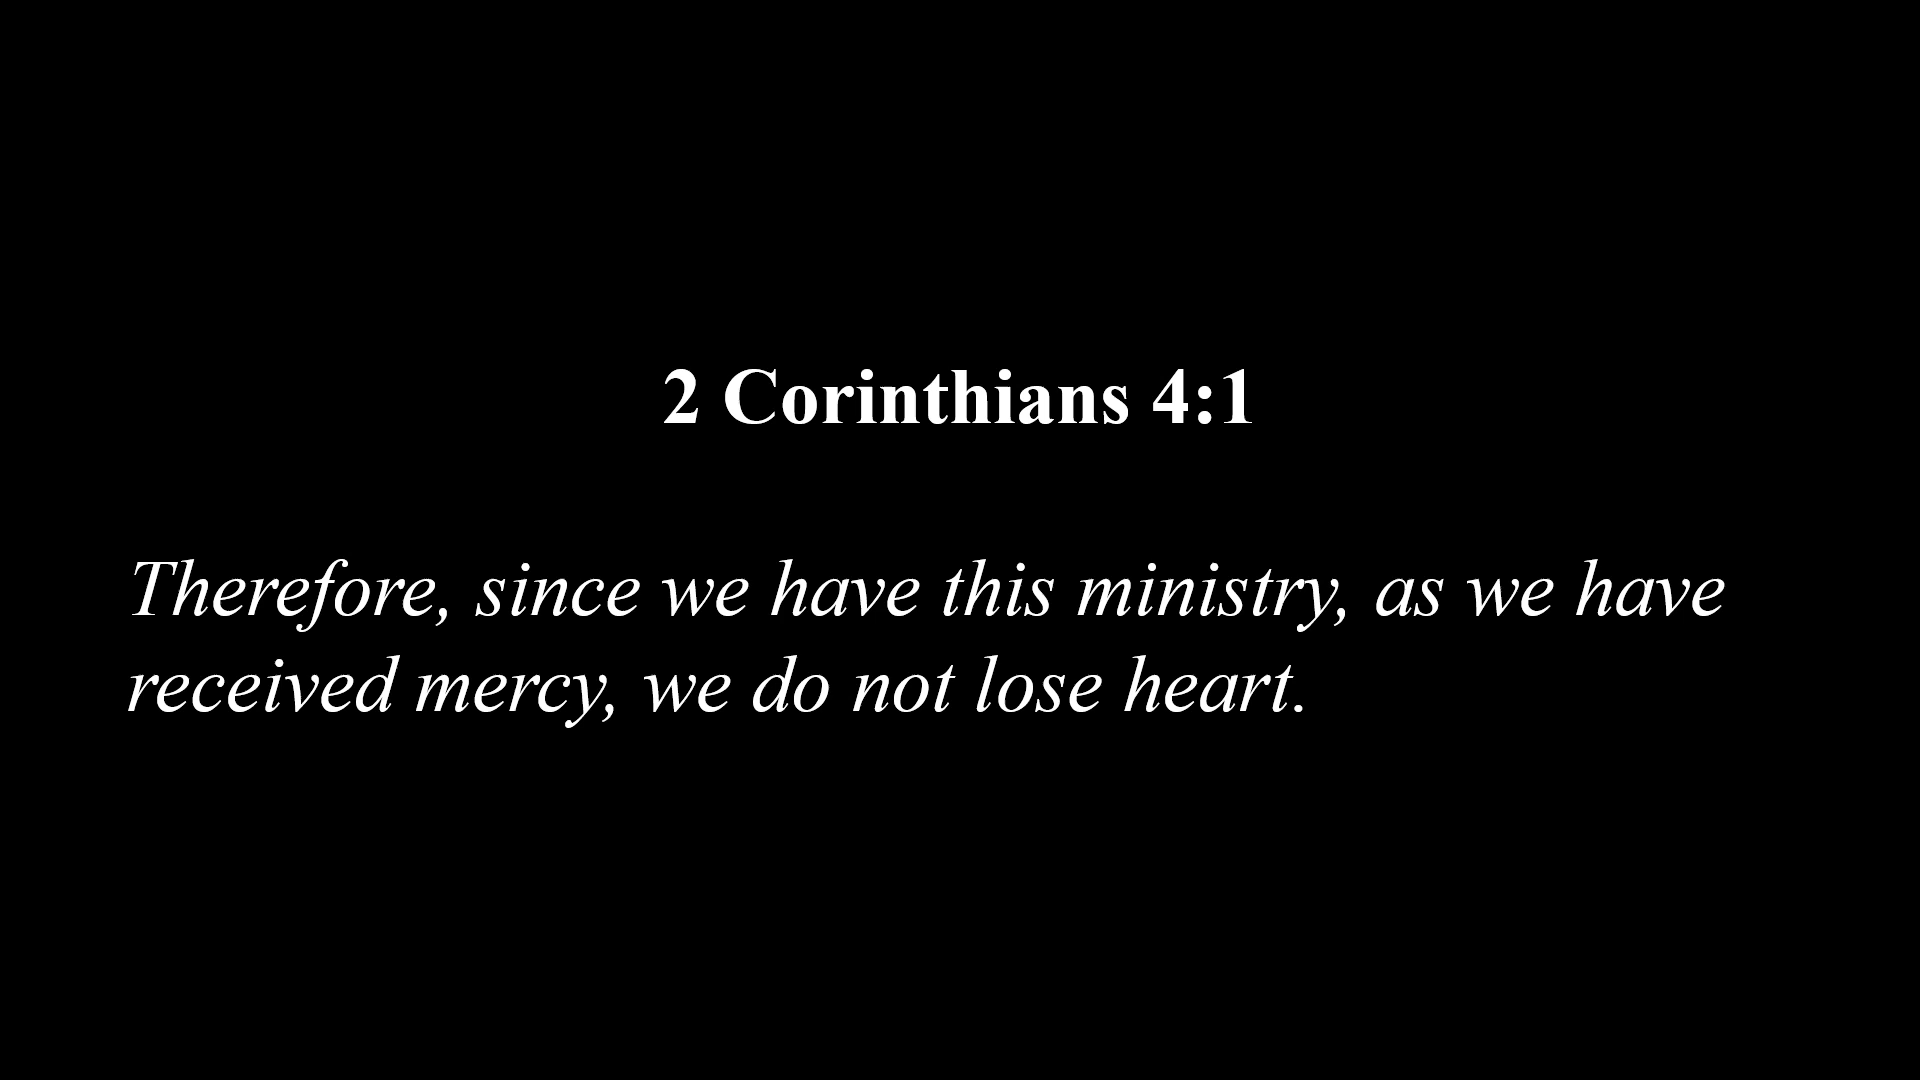 2 Corinthians 4:1
Therefore, since we have this ministry, as we have
received mercy, we do not lose heart.